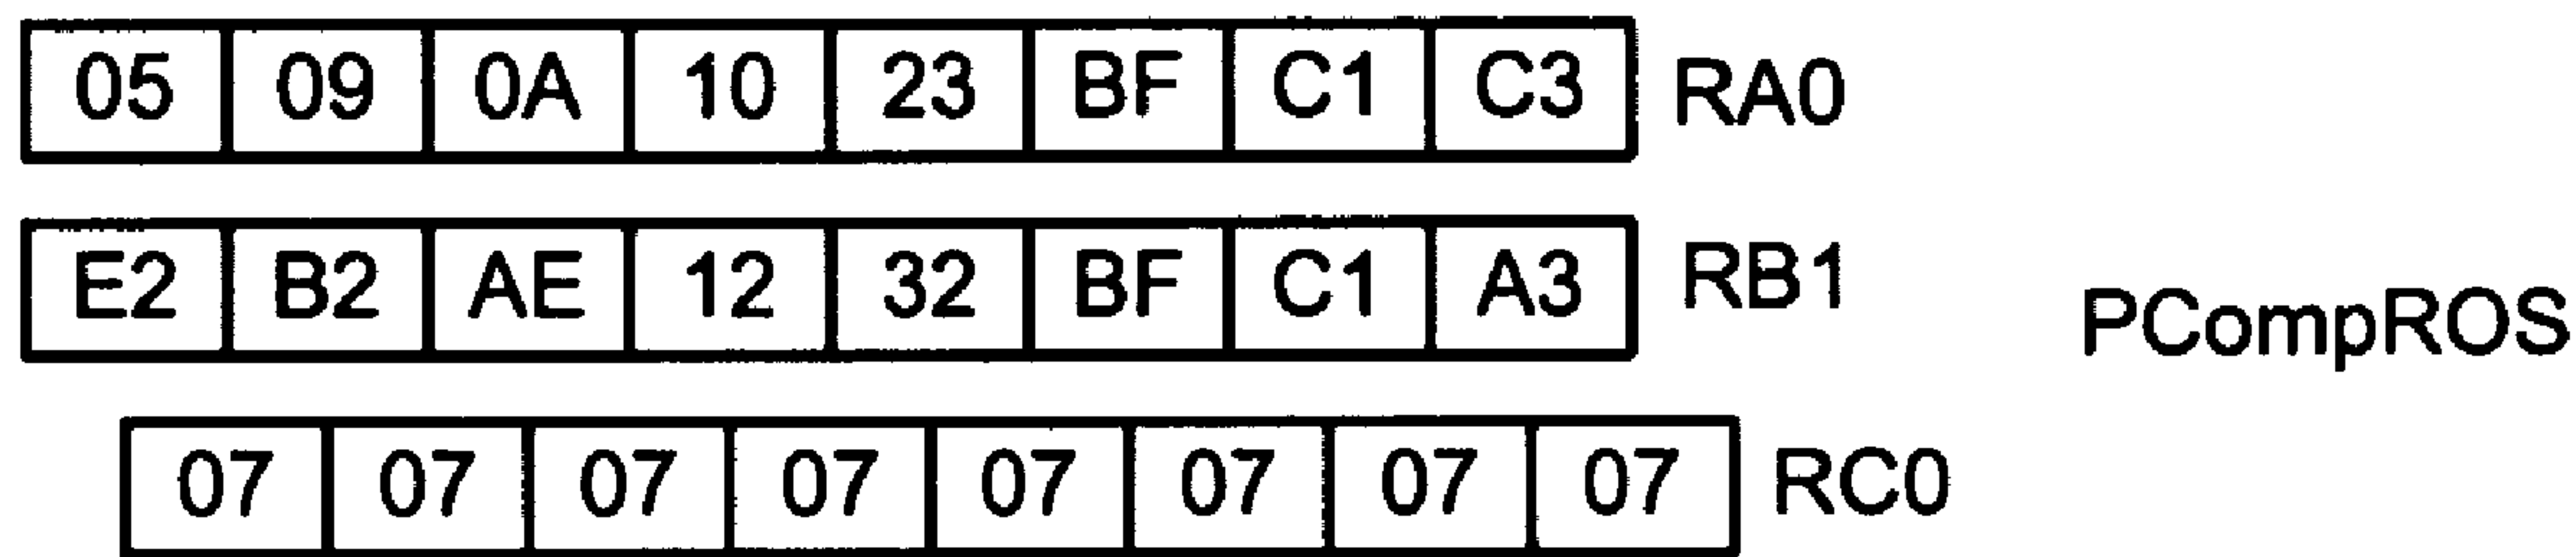 05 09 0A 10 23 BF C1 C3 RA0
E2 B2 AE 12 32 BF C1 A3 RB1
PCompROS
07 07 07 07 07 07 07 07 RC0